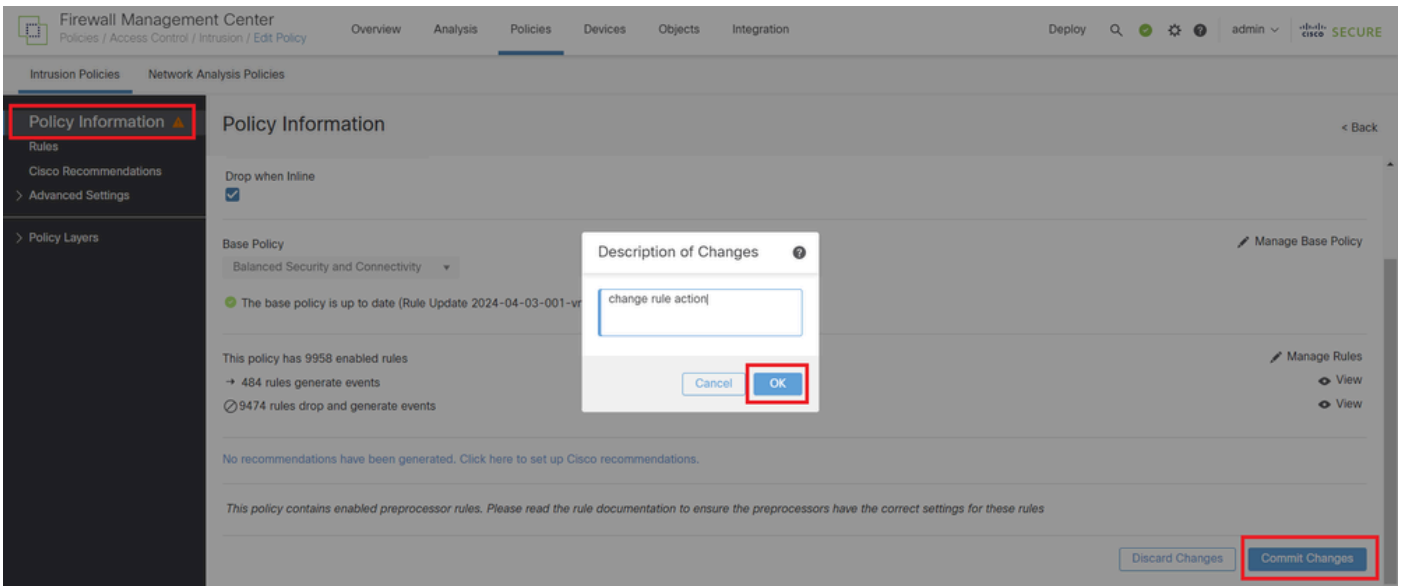 Firewall Management Center
Policies / Access Control / Intrusion / Edit Policy
Overview
Analysis
Policies
Devices
Objects
Integration
Deploy
admin
cisco SECURE
Intrusion Policies
Network Analysis Policies
Policy Information
Rules
Cisco Recommendations
Advanced Settings
Policy Layers
Policy Information
< Back
Drop when Inline
Base Policy
Manage Base Policy
Balanced Security and Connectivity
The base policy is up to date (Rule Update 2024-04-03-001-vr
This policy has 9958 enabled rules
Manage Rules
→ 484 rules generate events
View
9474 rules drop and generate events
View
No recommendations have been generated. Click here to set up Cisco recommendations.
This policy contains enabled preprocessor rules. Please read the rule documentation to ensure the preprocessors have the correct settings for these rules
Discard Changes
Commit Changes
Description of Changes
change rule action
Cancel
OK